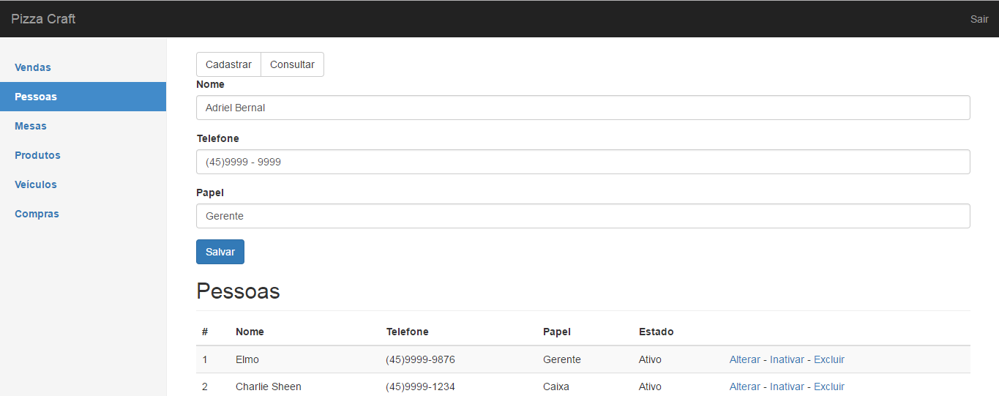 Pizza Craft Sair
Vendas
Pessoas
Mesas
Produtos
Veículos
Compras
Cadastrar Consultar
Nome
Adriel Bernal
Telefone
(45)9999 - 9999
Papel
Gerente
Salvar
Pessoas
# Nome Telefone Papel Estado
1 Elmo (45)9999-9876 Gerente Ativo Alterar - Inativar - Excluir
2 Charlie Sheen (45)9999-1234 Caixa Ativo Alterar - Inativar - Excluir